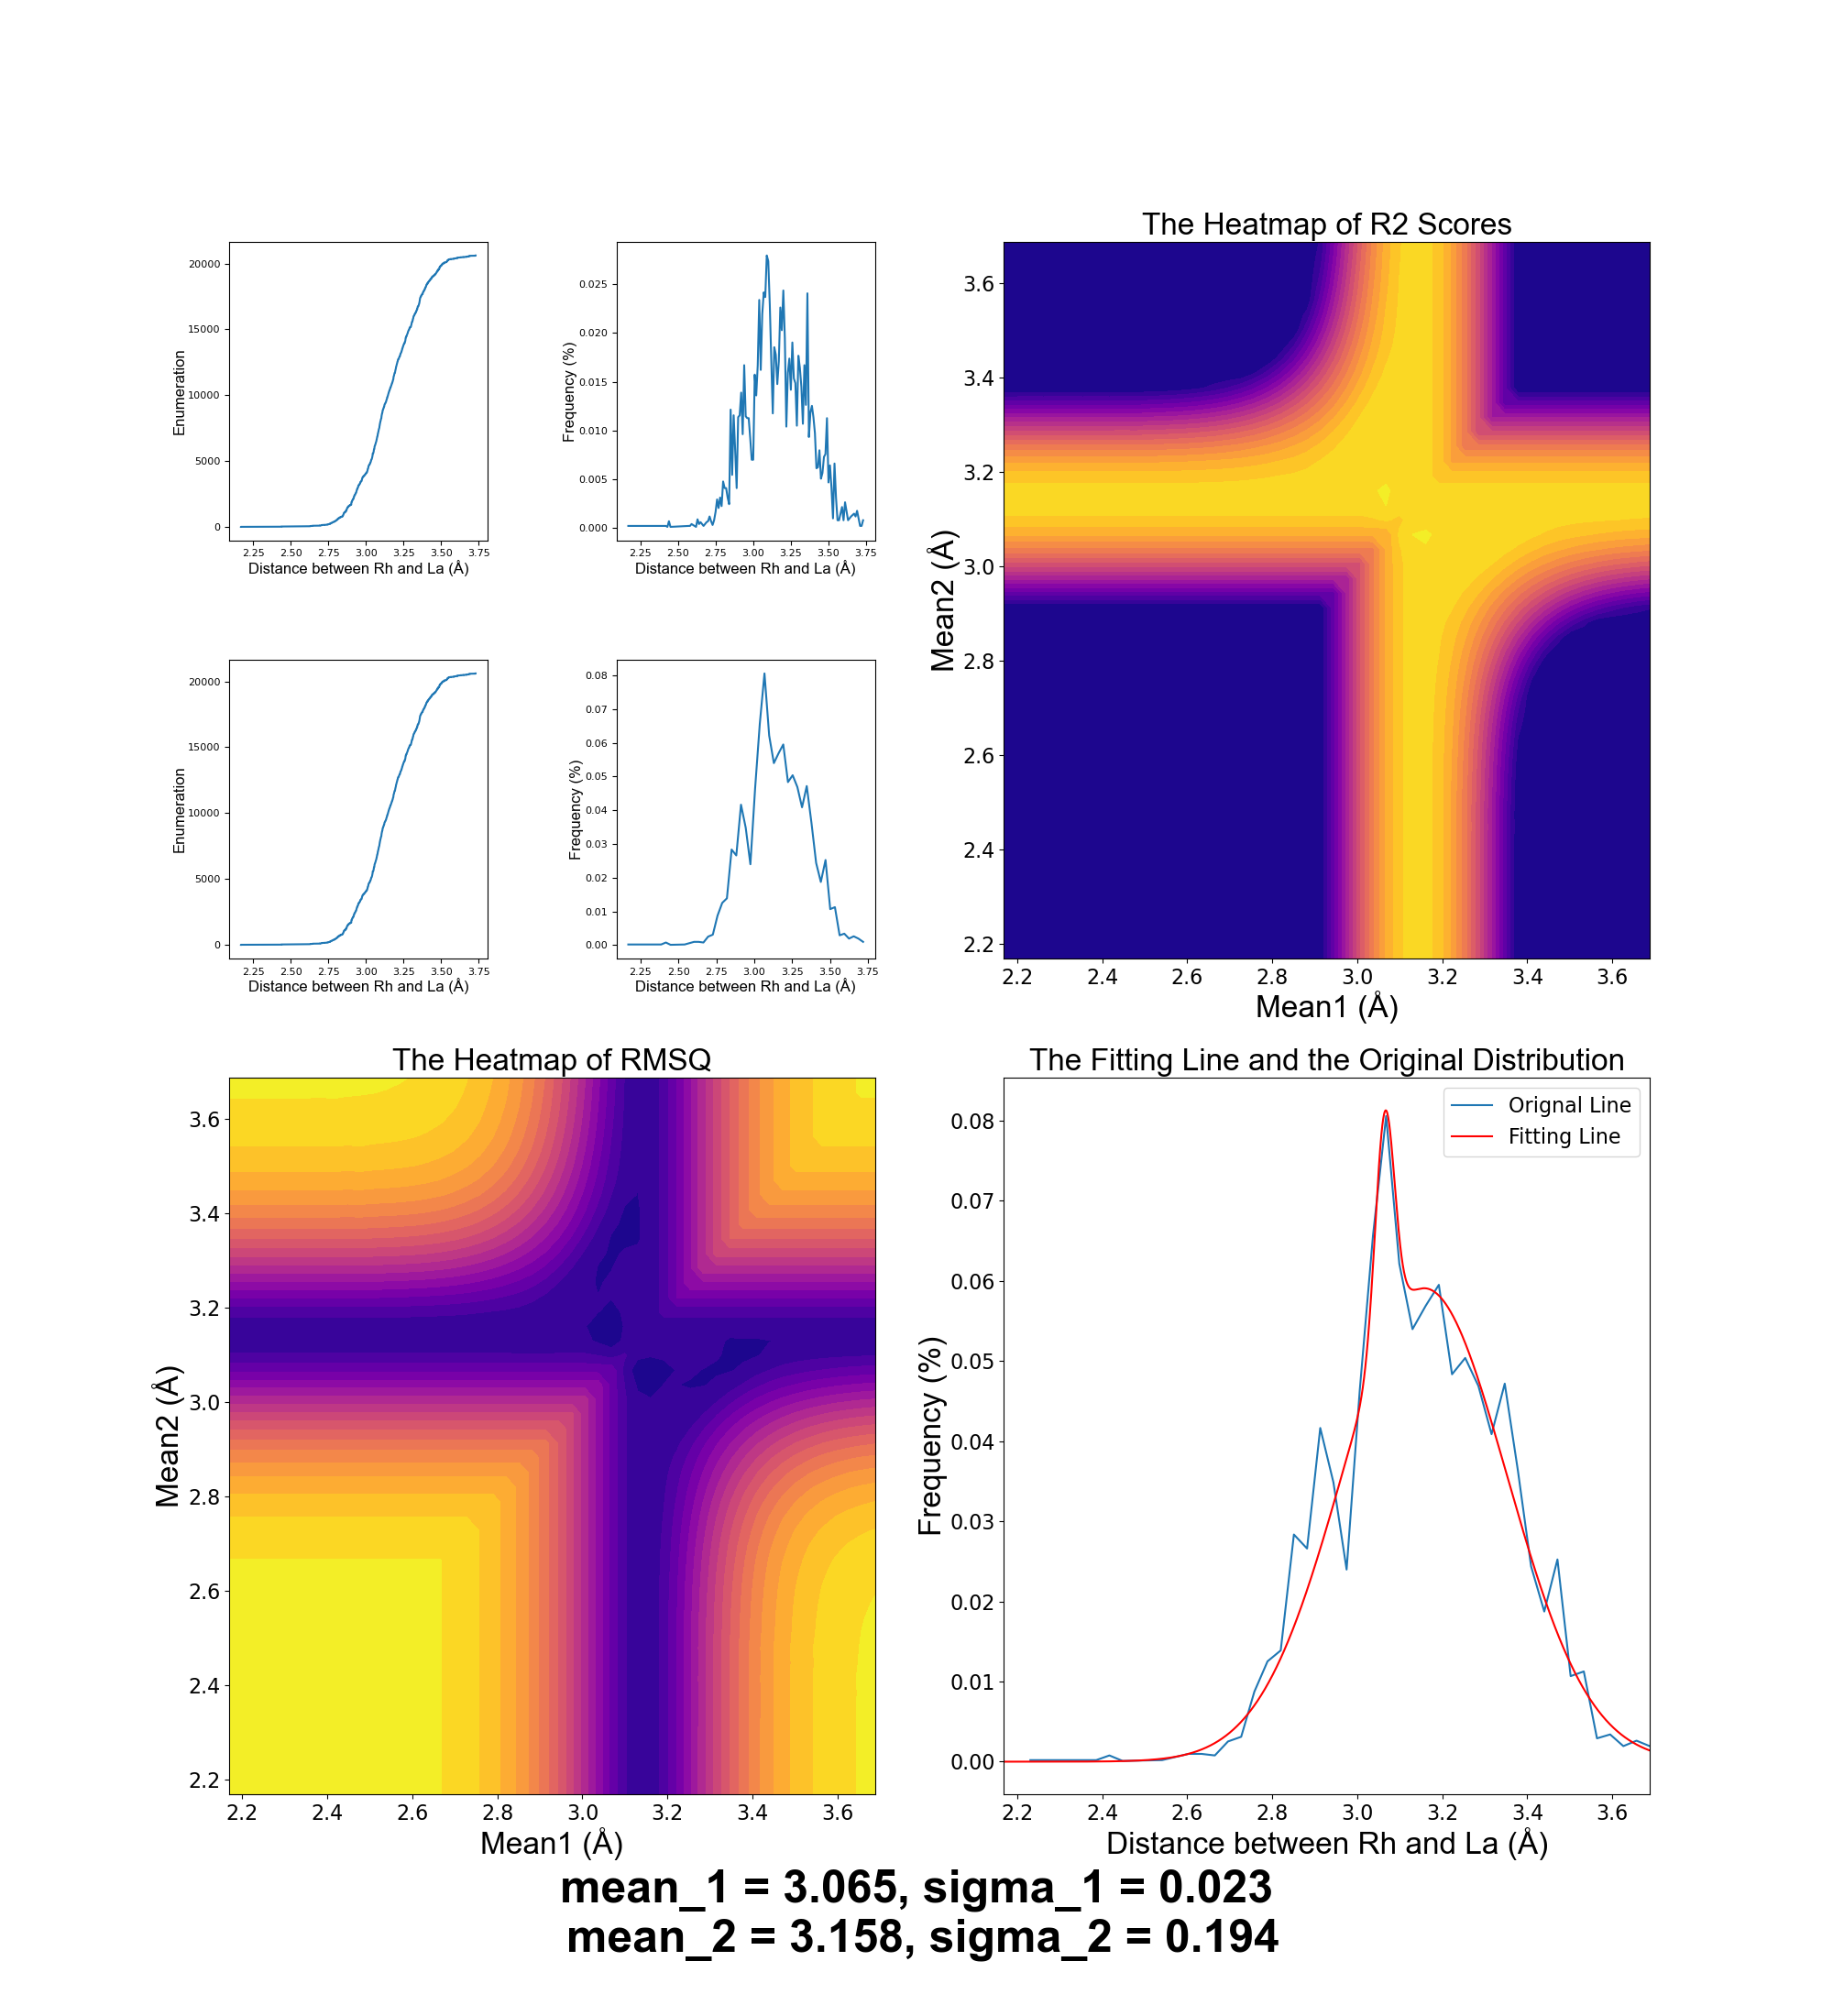 20000
15000
10000
5000
0
Enumeration
2.25 2.50 2.75 3.00 3.25 3.50 3.75
Distance between Rh and La (Å)
0.025
0.020
0.015
0.010
0.005
0.000
Frequency (%)
2.25 2.50 2.75 3.00 3.25 3.50 3.75
Distance between Rh and La (Å)
The Heatmap of R2 Scores
3.6
3.4
3.2
3.0
2.8
2.6
2.4
2.2
Mean2 (Å)
2.2 2.4 2.6 2.8 3.0 3.2 3.4 3.6
Mean1 (Å)
20000
15000
10000
5000
0
Enumeration
2.25 2.50 2.75 3.00 3.25 3.50 3.75
Distance between Rh and La (Å)
0.08
0.07
0.06
0.05
0.04
0.03
0.02
0.01
0.00
Frequency (%)
2.25 2.50 2.75 3.00 3.25 3.50 3.75
Distance between Rh and La (Å)
The Heatmap of RMSQ
3.6
3.4
3.2
3.0
2.8
2.6
2.4
2.2
Mean2 (Å)
2.2 2.4 2.6 2.8 3.0 3.2 3.4 3.6
Mean1 (Å)
The Fitting Line and the Original Distribution
Orignal Line
Fitting Line
0.08
0.07
0.06
0.05
0.04
0.03
0.02
0.01
0.00
Frequency (%)
2.2 2.4 2.6 2.8 3.0 3.2 3.4 3.6
Distance between Rh and La (Å)
mean_1 = 3.065, sigma_1 = 0.023
mean_2 = 3.158, sigma_2 = 0.194